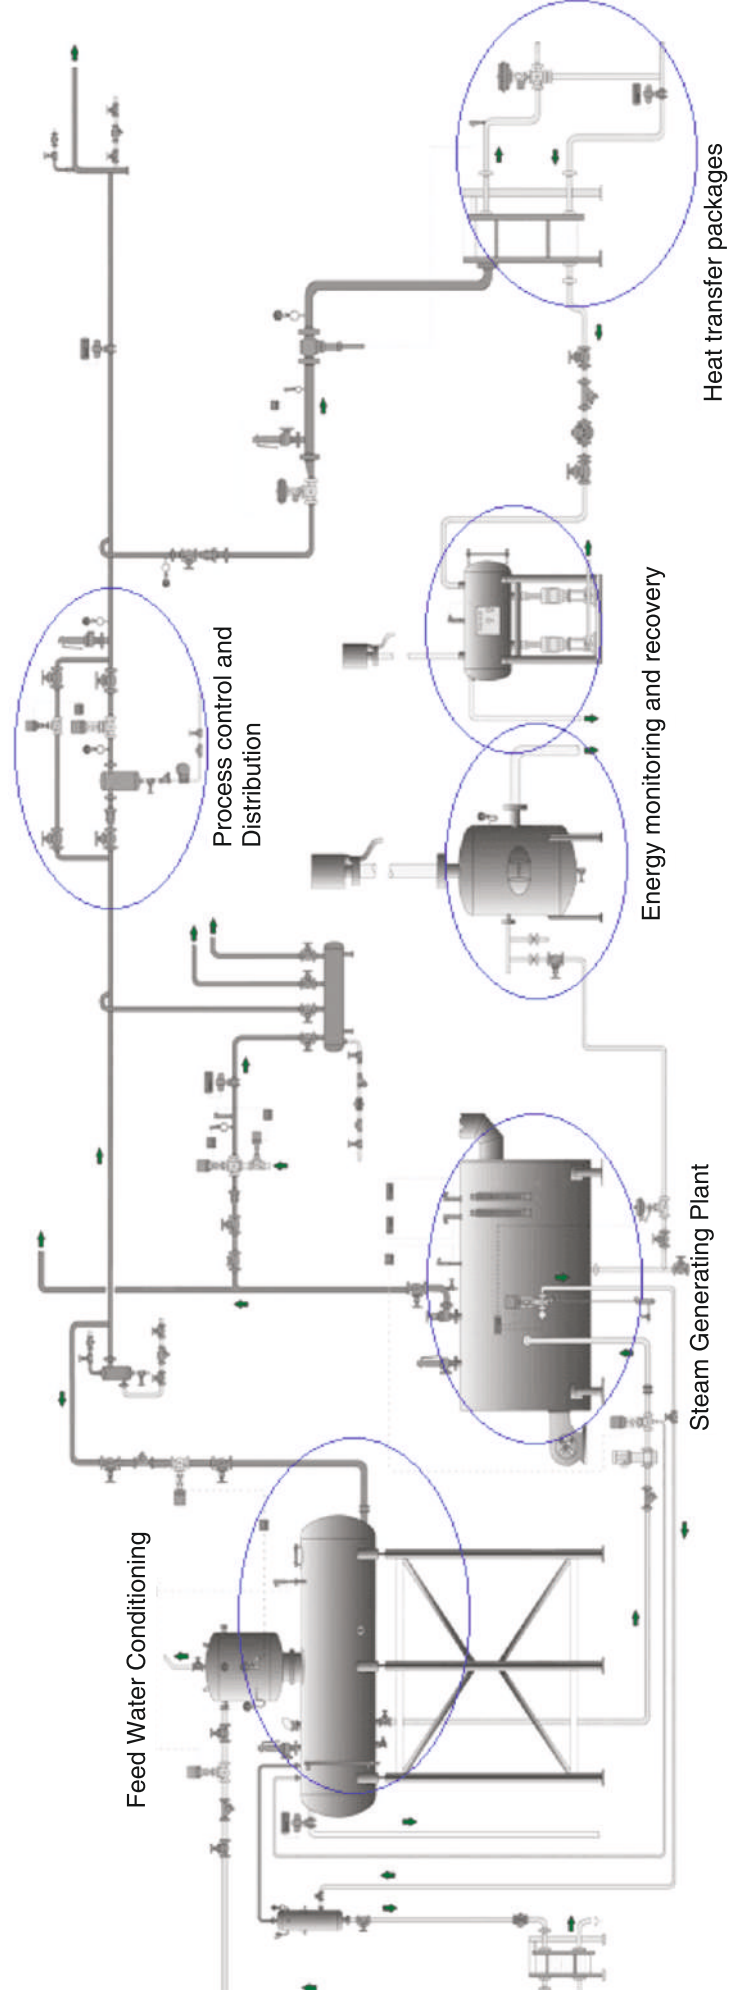 Feed Water Conditioning
Steam Generating Plant
Process control and
Distribution
Energy monitoring and recovery
Heat transfer packages